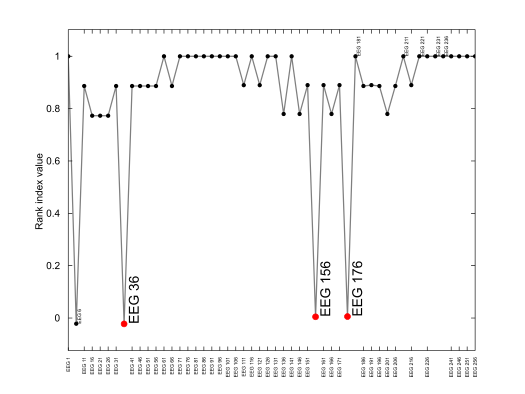 EEG 181
EEG 211
EEG 221
EEG 231
EEG 236
1
0.8
0.6
0.4
0.2
0
Rank index value
EEG 6
EEG 36
EEG 156
EEG 176
EEG 1
EEG 11
EEG 16
EEG 21
EEG 26
EEG 31
EEG 41
EEG 46
EEG 51
EEG 56
EEG 61
EEG 66
EEG 71
EEG 76
EEG 81
EEG 86
EEG 91
EEG 96
EEG 101
EEG 106
EEG 111
EEG 116
EEG 121
EEG 126
EEG 131
EEG 136
EEG 141
EEG 146
EEG 151
EEG 161
EEG 166
EEG 171
EEG 186
EEG 191
EEG 196
EEG 201
EEG 206
EEG 216
EEG 226
EEG 241
EEG 246
EEG 251
EEG 256